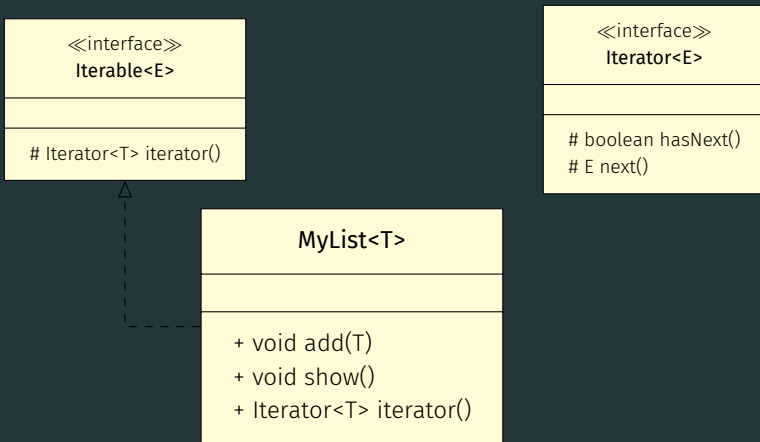 ≪interface≫
Iterable<E>
# Iterator<T> iterator()
≪interface≫
Iterator<E>
# boolean hasNext()
# E next()
MyList<T>
+ void add(T)
+ void show()
+ Iterator<T> iterator()